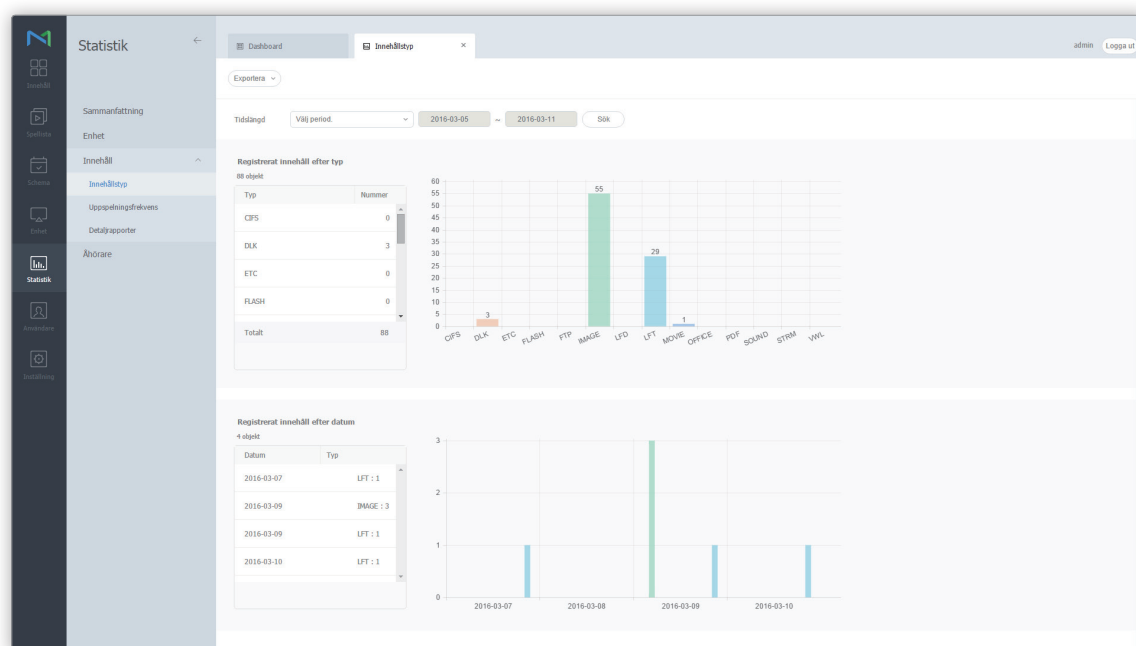 Innehåll
Spellista
Schema
Enhet
Statistik
Användare
Inställning
Statistik
Sammanfattning
Enhet
Innehåll
Innehållstyp
Uppspelningsfrekvens
Detaljrapporter
Åhörare
Dashboard
Innehållstyp ×
admin Logga ut
Exportera
Tidslängd Välj period. 2016-03-05 ~ 2016-03-11 Sök
Registrerat innehåll efter typ
88 objekt
Typ Nummer
CIFS 0
DLK 3
ETC 0
FLASH 0
Totalt 88
60
55
50
45
40
35
30
25
20
15
10
5
0
3 55 29 1
CIFS DLK ETC FLASH FTP IMAGE LFD LFT MOVIE OFFICE PDF SOUND STRM VWL
Registrerat innehåll efter datum
4 objekt
Datum Typ
2016-03-07 LFT : 1
2016-03-09 IMAGE : 3
2016-03-09 LFT : 1
2016-03-10 LFT : 1
3
2
1
0
2016-03-07 2016-03-08 2016-03-09 2016-03-10